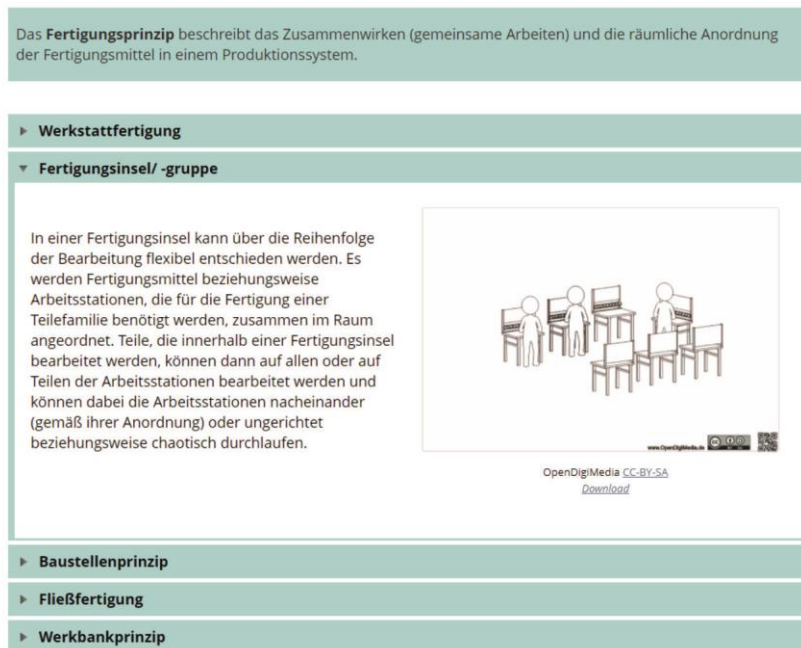 Das Fertigungsprinzip beschreibt das Zusammenwirken (gemeinsame Arbeiten) und die räumliche Anordnung
der Fertigungsmittel in einem Produktionssystem.
Werkstattfertigung
Fertigungsinsel/ -gruppe
In einer Fertigungsinsel kann über die Reihenfolge
der Bearbeitung flexibel entschieden werden. Es
werden Fertigungsmittel beziehungsweise
Arbeitsstationen, die für die Fertigung einer
Teilefamilie benötigt werden, zusammen im Raum
angeordnet. Teile, die innerhalb einer Fertigungsinsel
bearbeitet werden, können dann auf allen oder auf
Teilen der Arbeitsstationen bearbeitet werden und
können dabei die Arbeitsstationen nacheinander
(gemäß ihrer Anordnung) oder ungerichtet
beziehungsweise chaotisch durchlaufen.
www.OpenDigiMedia.de
OpenDigiMedia CC-BY-SA
Download
Baustellenprinzip
Fließfertigung
Werkbankprinzip